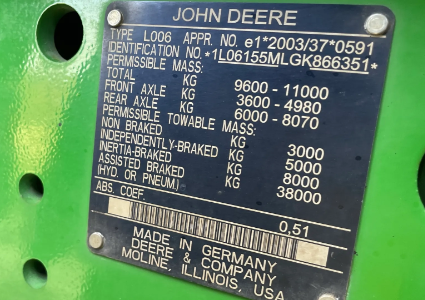 JOHN DEERE
TYPE L006 APPR. NO. e1*2003/37*0591
IDENTIFICATION NO.*1L06155MLGK866351*
PERMISSIBLE MASS:
TOTAL KG 9600 - 11000
FRONT AXLE KG 3600 - 4980
REAR AXLE KG 6000 - 8070
PERMISSIBLE TOWABLE MASS:
NON BRAKED KG 3000
INDEPENDENTLY-BRAKED KG 5000
INERTIA-BRAKED KG 8000
ASSISTED BRAKED KG 38000
(HYD. OR PNEUM.)
ABS. COEF. 0,51
MADE IN GERMANY
DEERE & COMPANY
MOLINE, ILLINOIS, USA